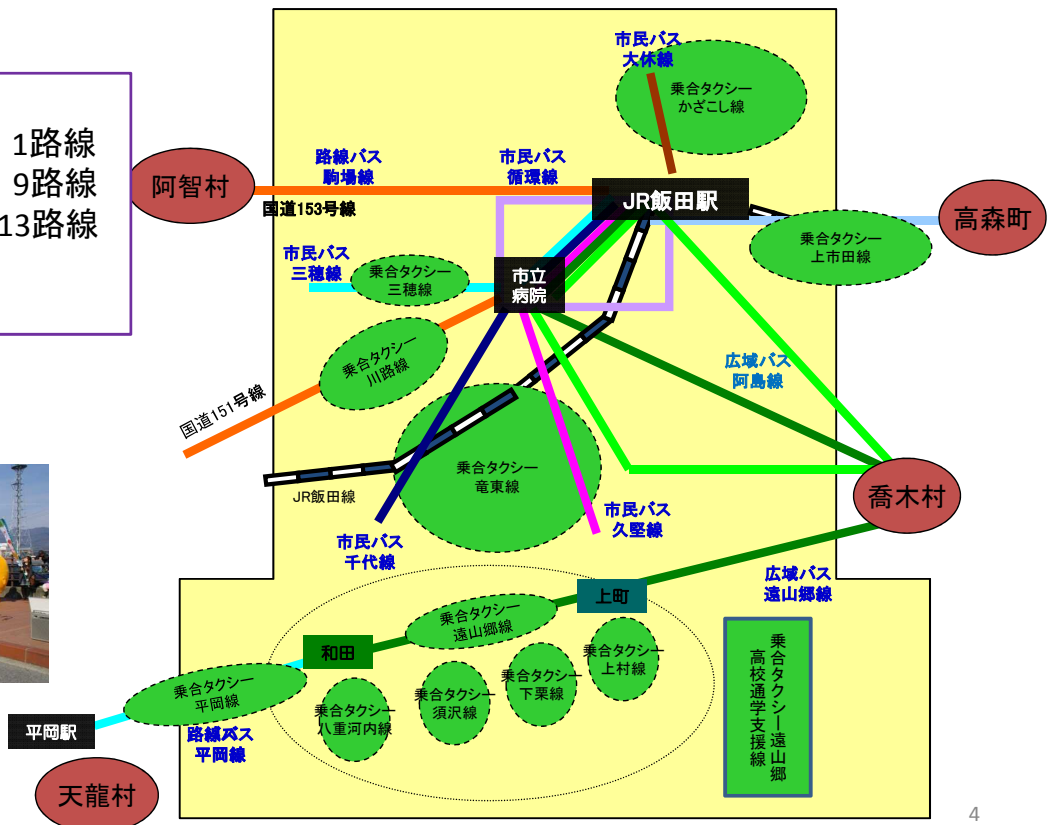 1路線
9路線
13路線
市民バス
大休線
乗合タクシー
かざこし線
阿智村
路線バス
駒場線
国道153号線
市民バス
循環線
JR飯田駅
高森町
乗合タクシー
上市田線
市民バス
三穂線
乗合タクシー
三穂線
市立
病院
乗合タクシー
川路線
国道151号線
広域バス
阿島線
乗合タクシー
竜東線
JR飯田線
喬木村
市民バス
久堅線
市民バス
千代線
広域バス
遠山郷線
上町
乗合タクシー
遠山郷線
和田
乗合タクシー
上村線
乗合タクシー
下栗線
乗合タクシー
須沢線
乗合タクシー
八重河内線
乗合タクシー遠山郷
高校通学支援線
乗合タクシー
平岡線
平岡駅
路線バス
平岡線
天龍村
4